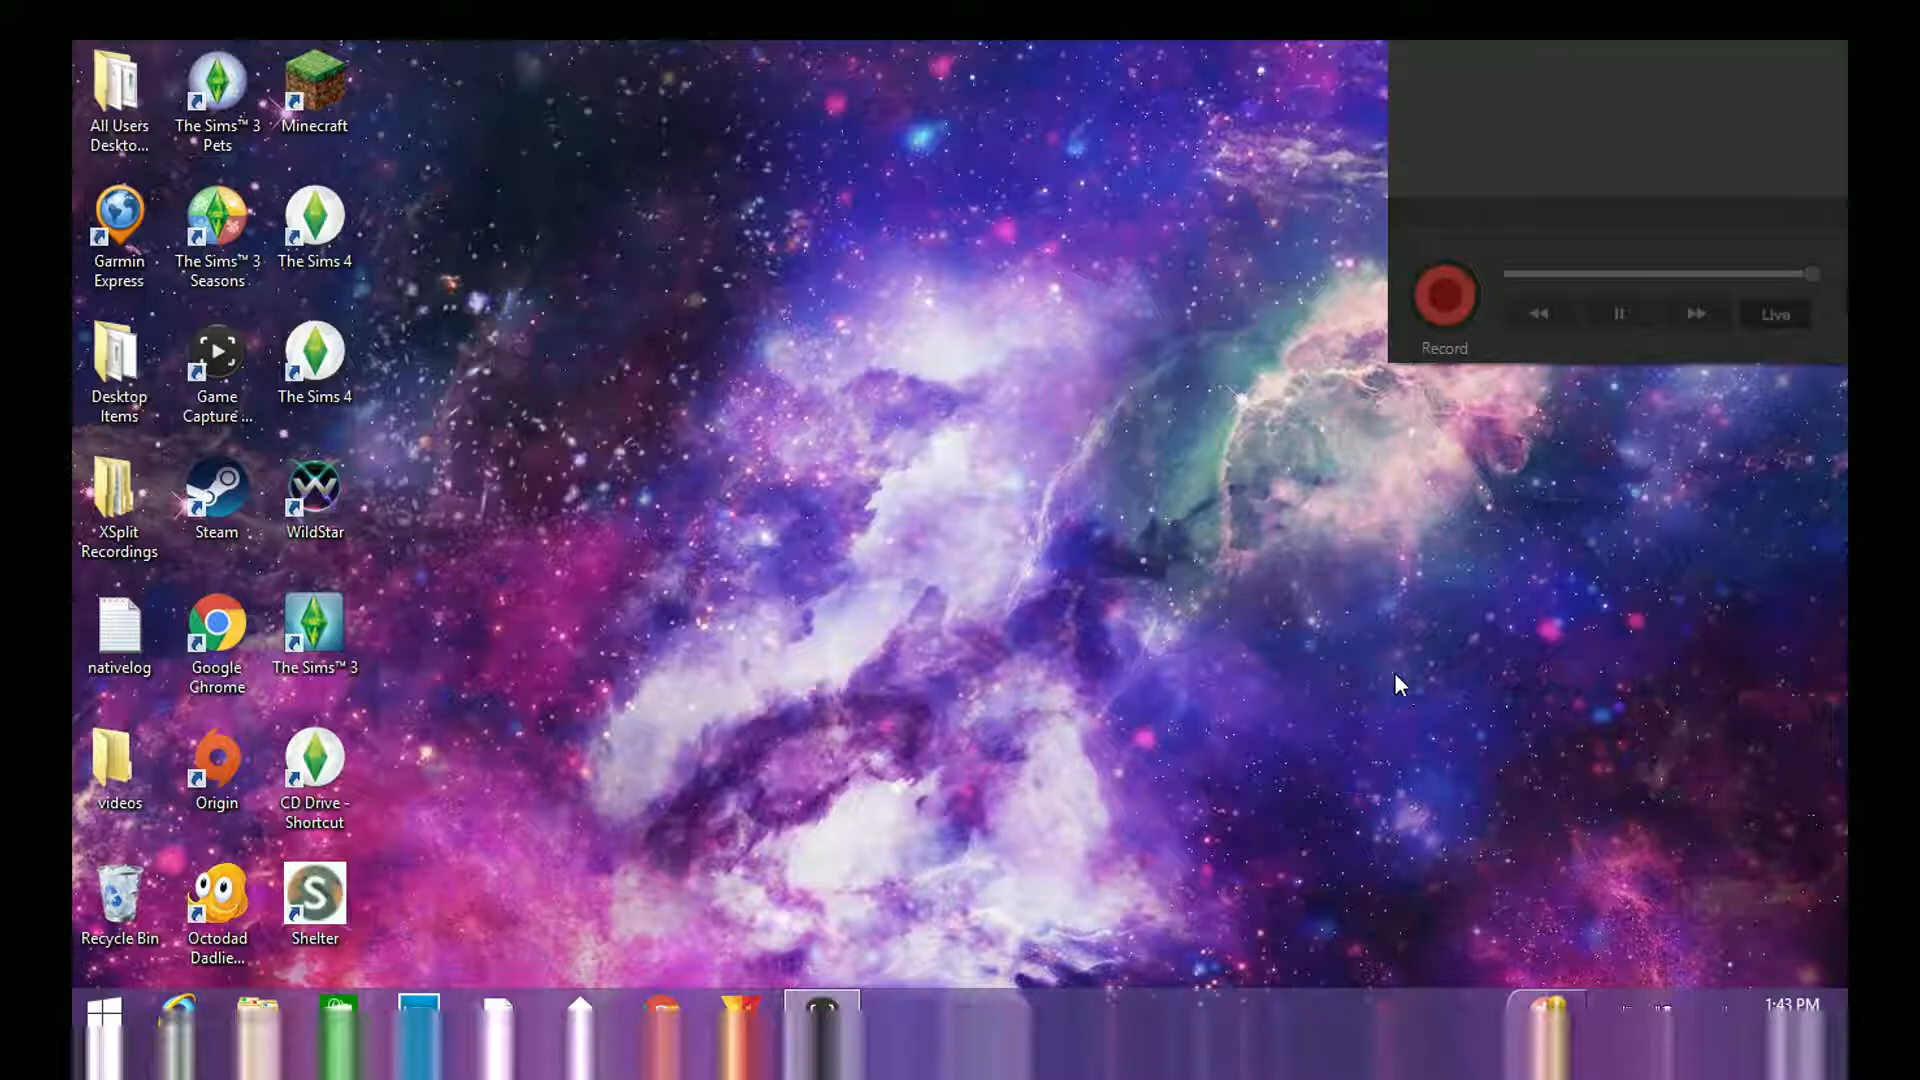 All Users
Deskto...
The Sims™ 3
Pets
Minecraft
Garmin
Express
The Sims™ 3
Seasons
The Sims 4
Desktop
Items
Game
Capture ...
The Sims 4
XSplit
Recordings
Steam
WildStar
nativelog
Google
Chrome
The Sims™ 3
videos
Origin
CD Drive -
Shortcut
Recycle Bin
Octodad
Dadlie...
S
Shelter
Live
Record
1:43 PM